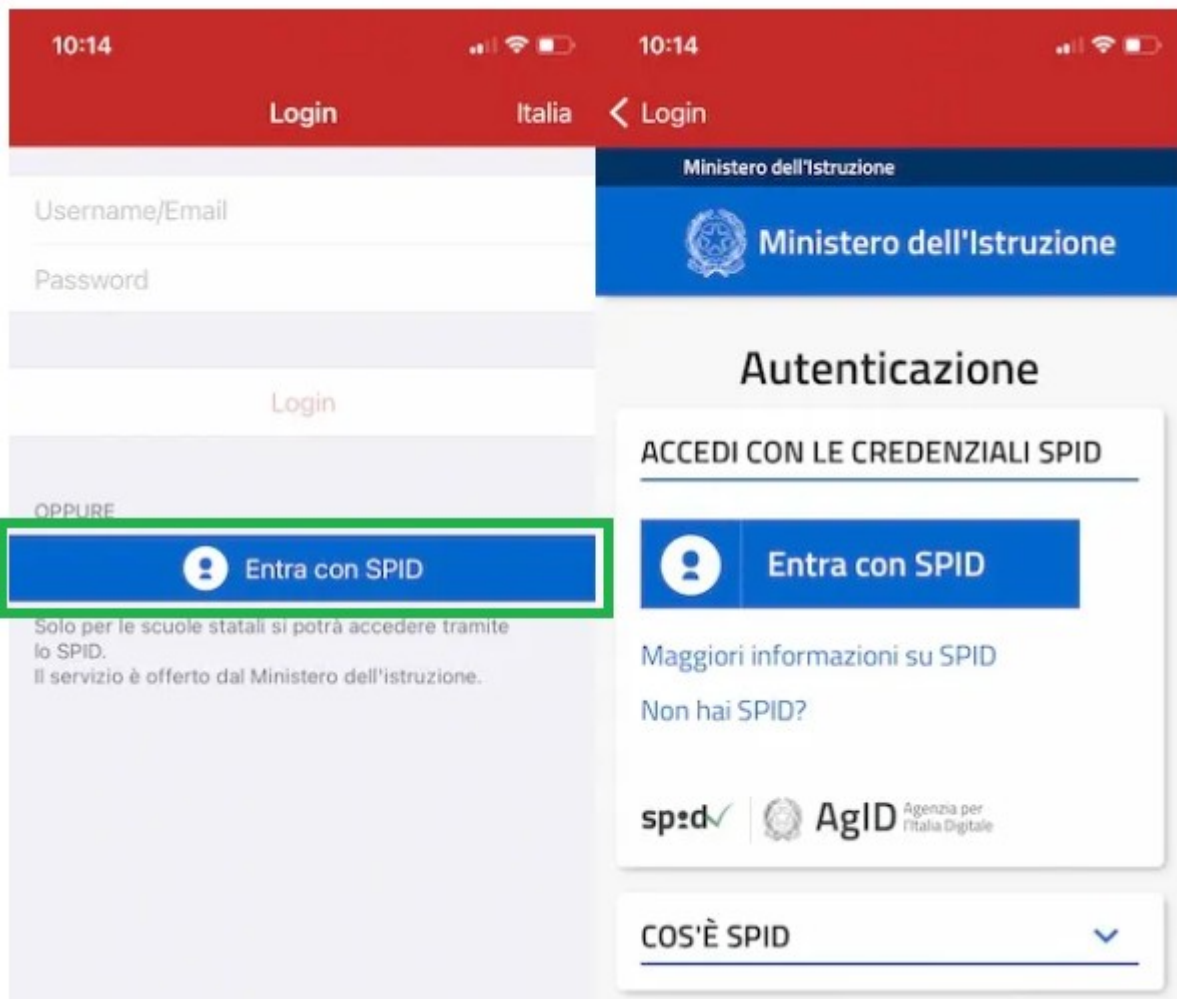 10:14
Login
Italia
Username/Email
Password
Login
OPPURE
Entra con SPID
Solo per le scuole statali si potrà accedere tramite
lo SPID.
Il servizio è offerto dal Ministero dell'istruzione.
10:14
Login
Ministero dell'Istruzione
Ministero dell'Istruzione
Autenticazione
ACCEDI CON LE CREDENZIALI SPID
Entra con SPID
Maggiori informazioni su SPID
Non hai SPID?
spid
AgID
Agenzia per
l'Italia Digitale
COS'È SPID